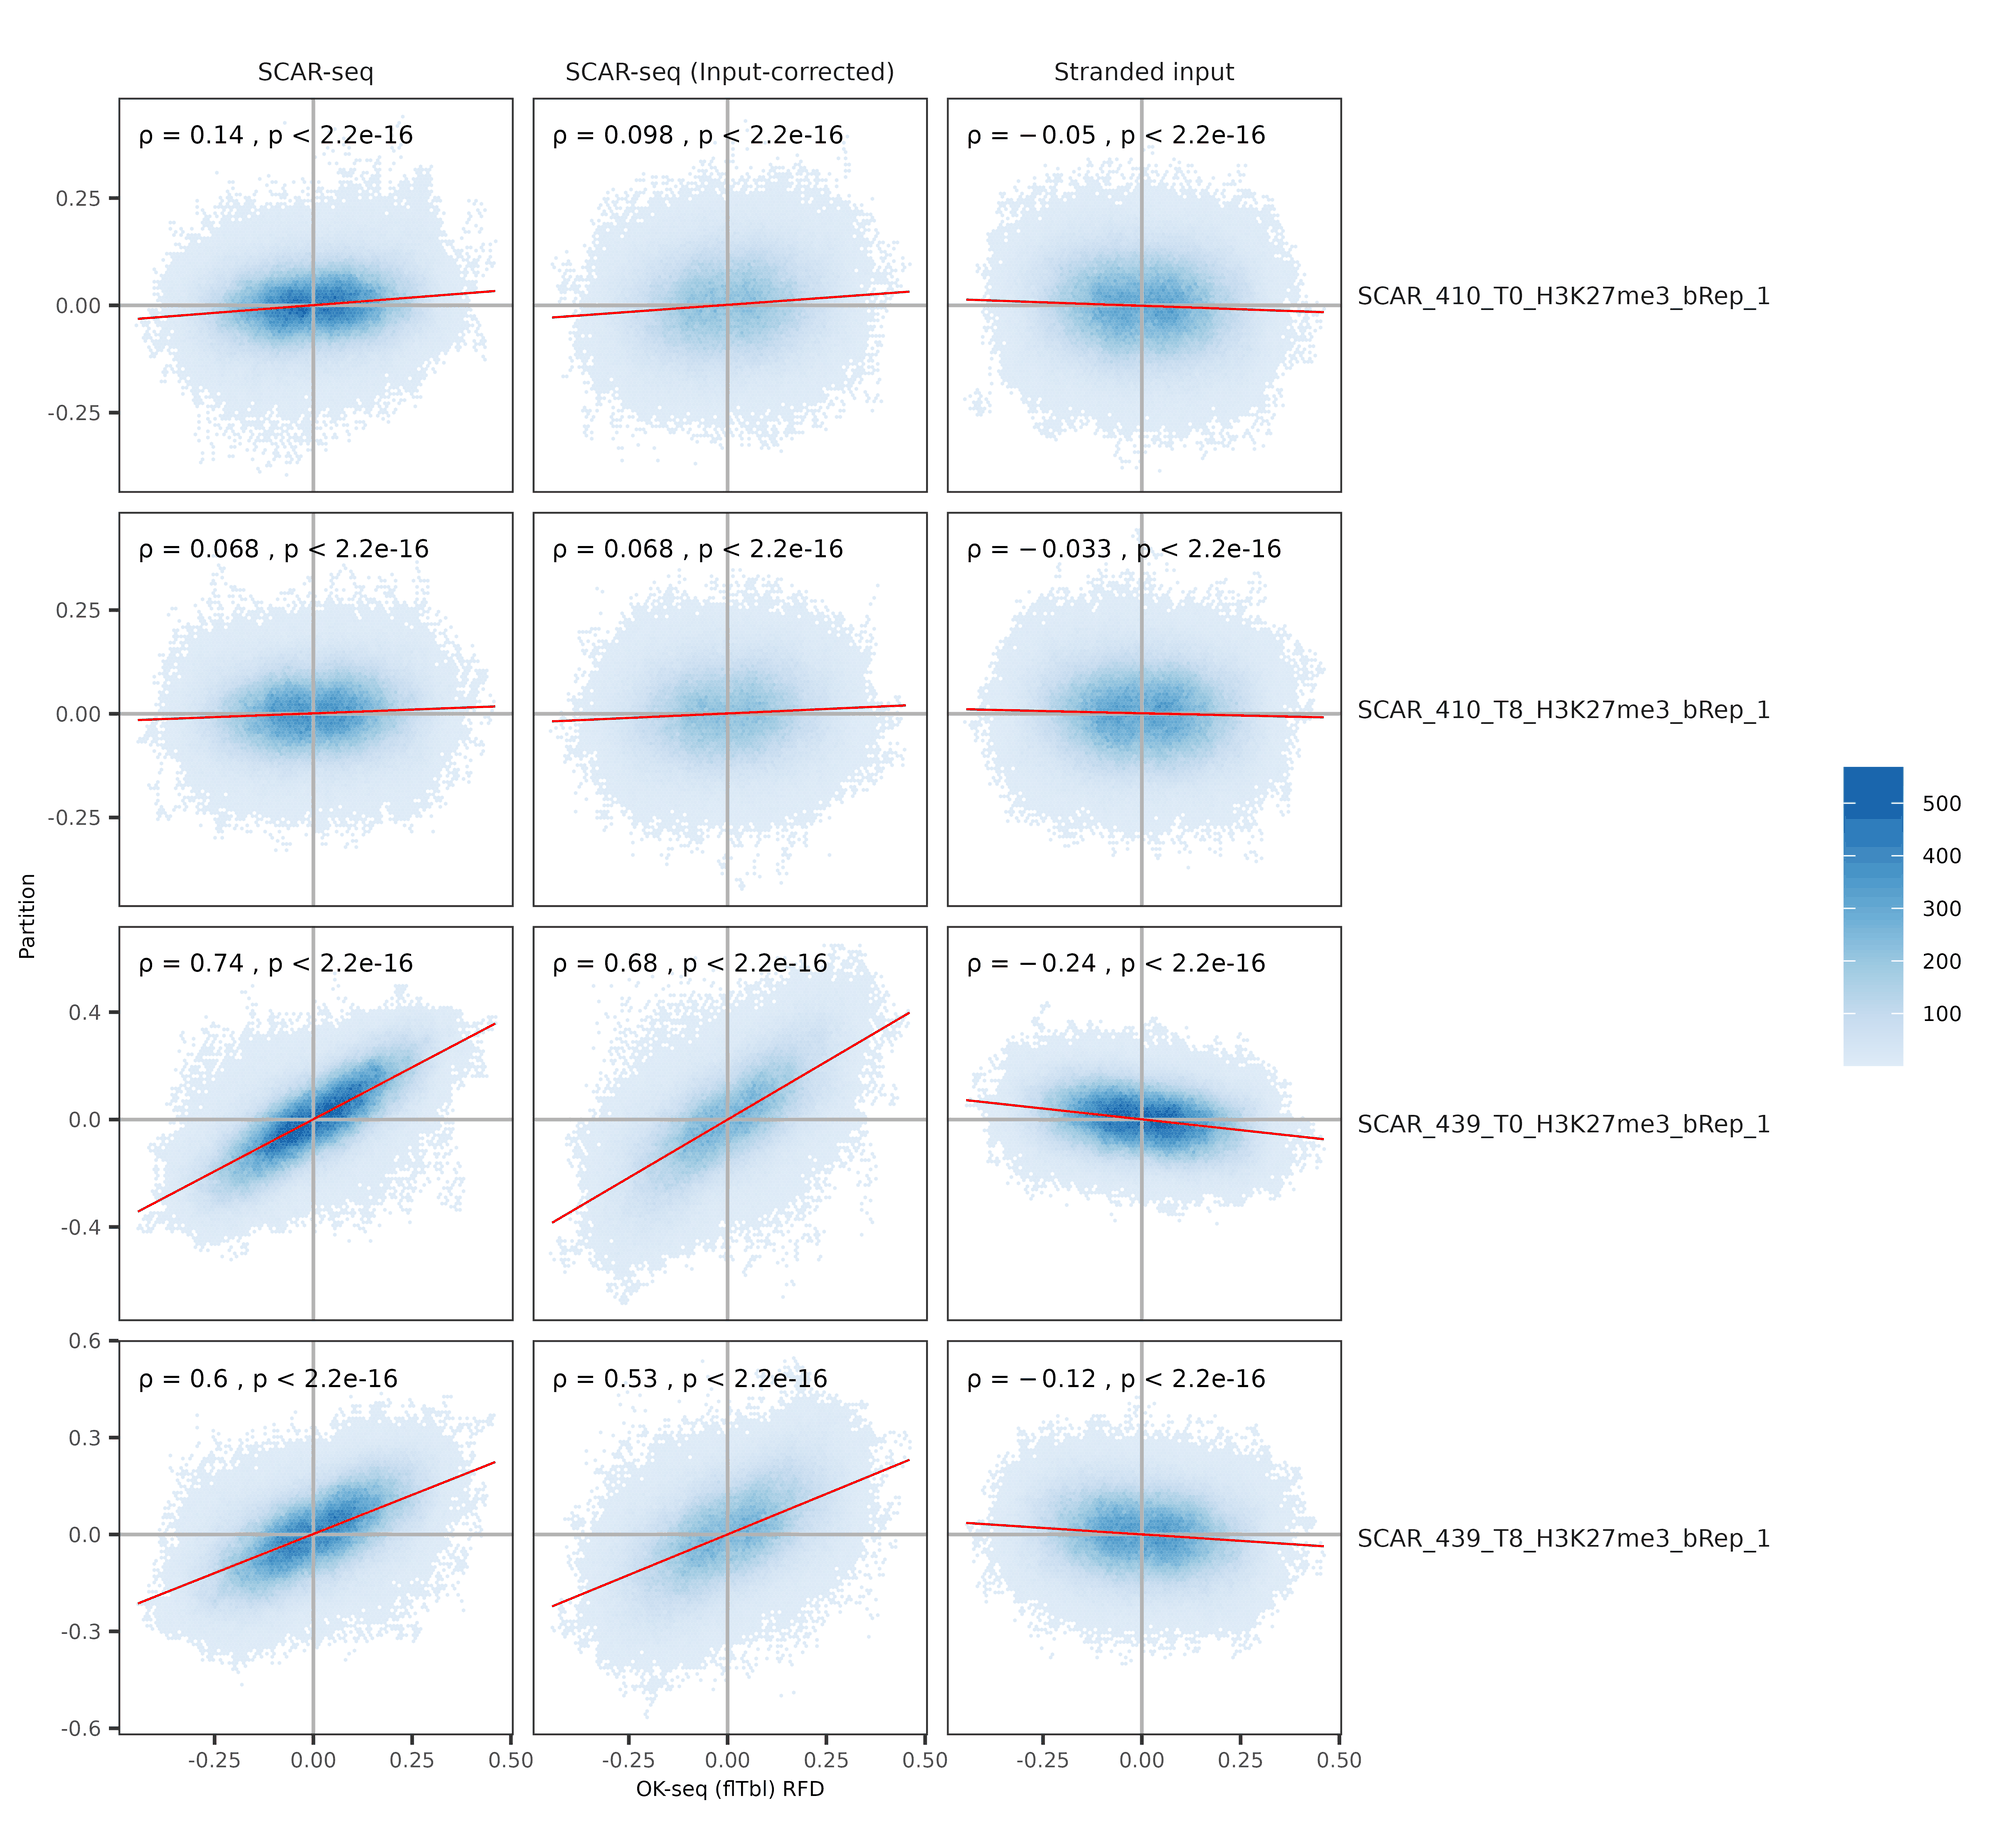 SCAR-seq
SCAR-seq (Input-corrected)
Stranded input
ρ = 0.14 , p < 2.2e-16
ρ = 0.098 , p < 2.2e-16
ρ = −0.05 , p < 2.2e-16
0.25
0.00
-0.25
SCAR_410_T0_H3K27me3_bRep_1
ρ = 0.068 , p < 2.2e-16
ρ = 0.068 , p < 2.2e-16
ρ = −0.033 , p < 2.2e-16
0.25
0.00
-0.25
SCAR_410_T8_H3K27me3_bRep_1
Partition
ρ = 0.74 , p < 2.2e-16
ρ = 0.68 , p < 2.2e-16
ρ = −0.24 , p < 2.2e-16
0.4
0.0
-0.4
SCAR_439_T0_H3K27me3_bRep_1
ρ = 0.6 , p < 2.2e-16
ρ = 0.53 , p < 2.2e-16
ρ = −0.12 , p < 2.2e-16
0.6
0.3
0.0
-0.3
-0.6
SCAR_439_T8_H3K27me3_bRep_1
-0.25 0.00 0.25 0.50
-0.25 0.00 0.25 0.50
-0.25 0.00 0.25 0.50
OK-seq (flTbl) RFD
500
400
300
200
100